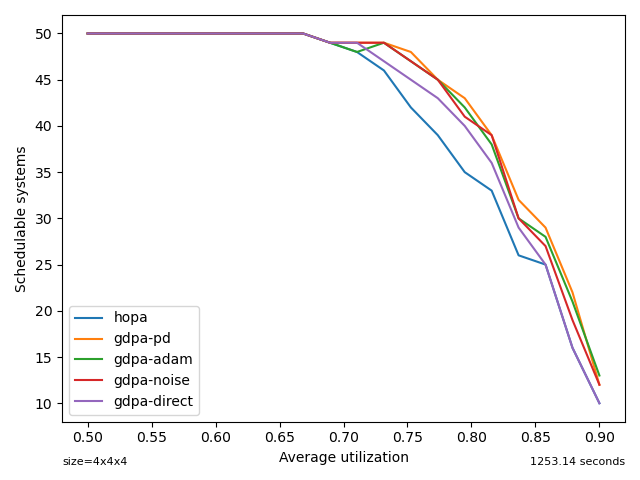 50
45
40
35
30
25
20
15
10
Schedulable systems
hopa
gdpa-pd
gdpa-adam
gdpa-noise
gdpa-direct
0.50 0.55 0.60 0.65 0.70 0.75 0.80 0.85 0.90
Average utilization
size=4x4x4
1253.14 seconds